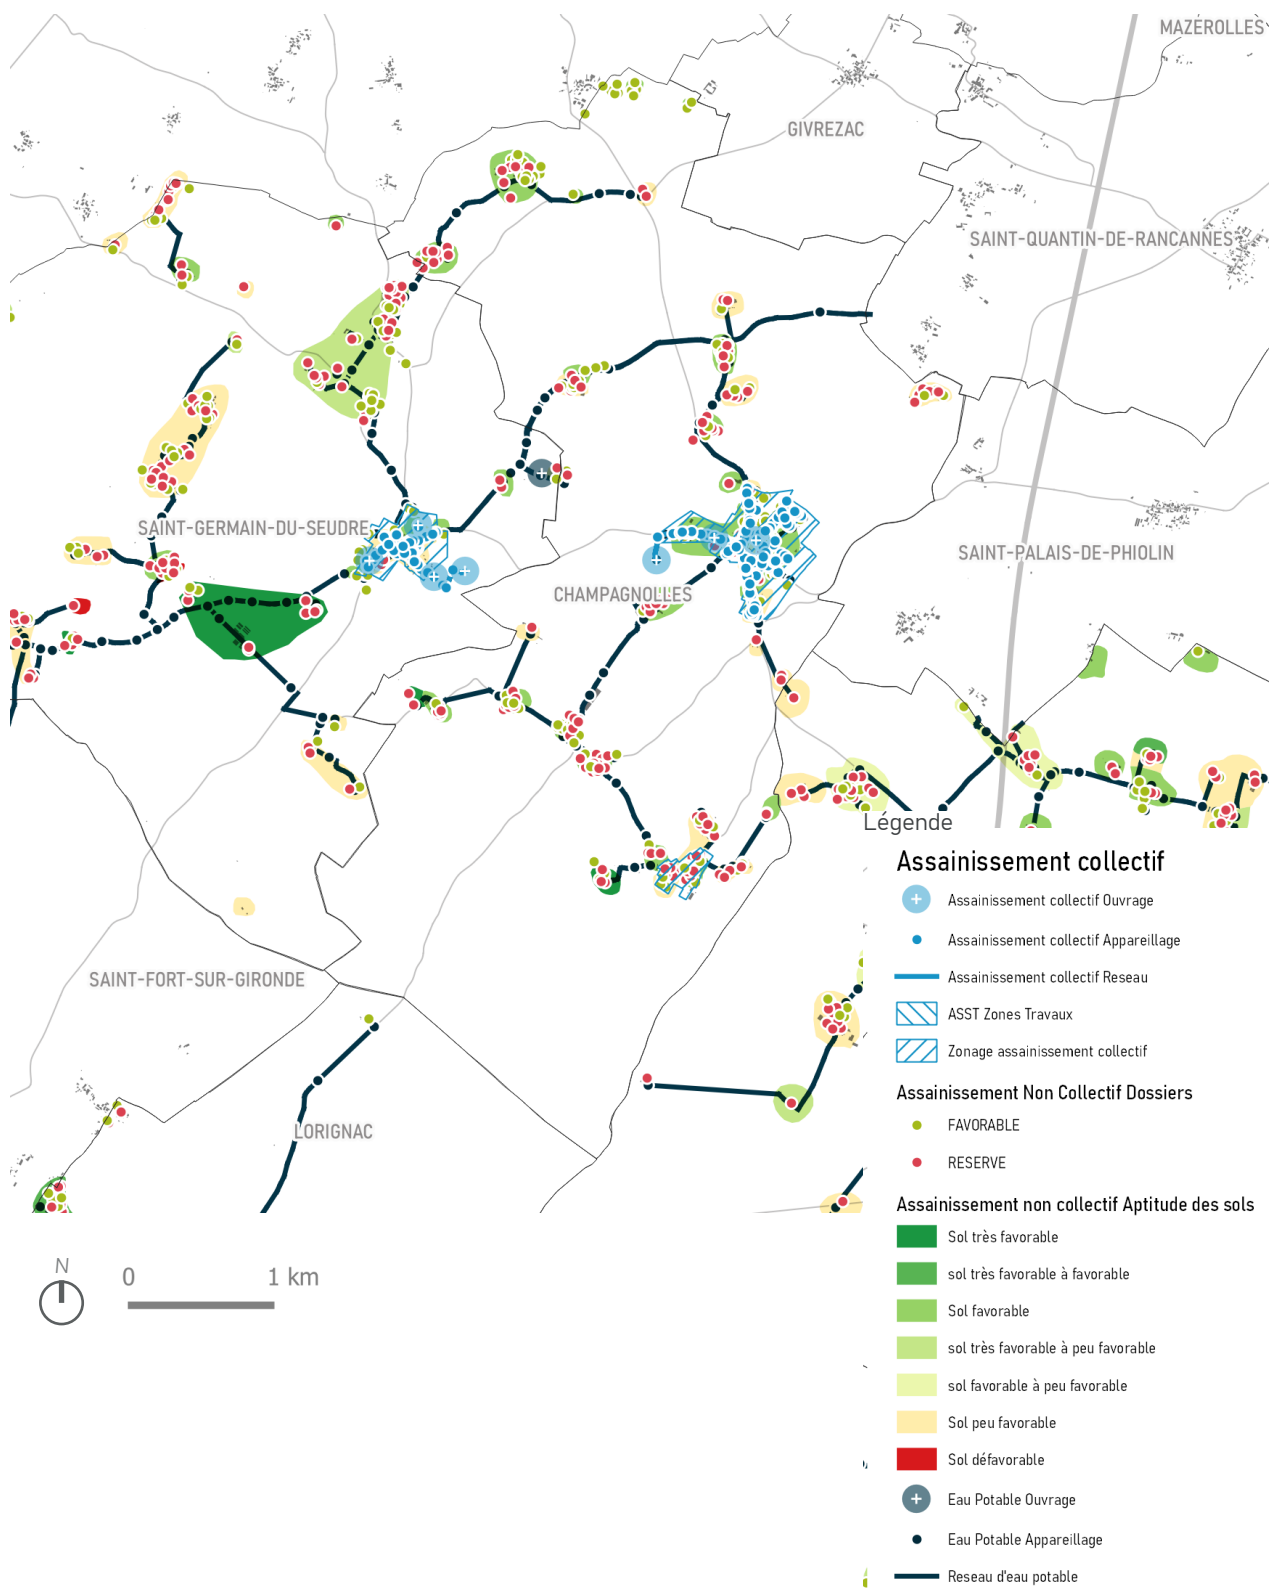 MAZÉROLLES
GIVREZAC
SAINT-QUANTIN-DE-RANCANNES
SAINT-GERMAIN-DU-SEUDRE
SAINT-PALAIS-DE-PHIOLIN
CHAMPAGNOLLES
SAINT-FORT-SUR-GIRONDE
LORIGNAC
N
0
1 km
Légende
Assainissement collectif
Assainissement collectif Ouvrage
Assainissement collectif Appareillage
Assainissement collectif Reseau
ASST Zones Travaux
Zonage assainissement collectif
Assainissement Non Collectif Dossiers
FAVORABLE
RESERVE
Assainissement non collectif Aptitude des sols
Sol très favorable
sol très favorable à favorable
Sol favorable
sol très favorable à peu favorable
sol favorable à peu favorable
Sol peu favorable
Sol défavorable
Eau Potable Ouvrage
Eau Potable Appareillage
Reseau d'eau potable